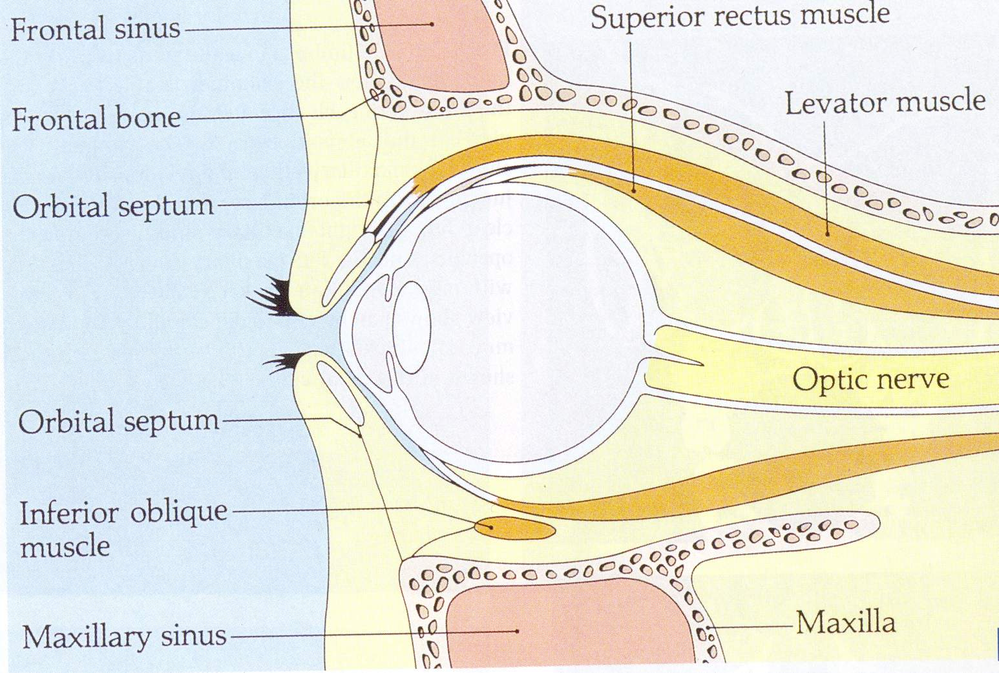 Frontal sinus
Superior rectus muscle
Levator muscle
Frontal bone
Orbital septum
Optic nerve
Orbital septum
Inferior oblique
muscle
Maxillary sinus
Maxilla